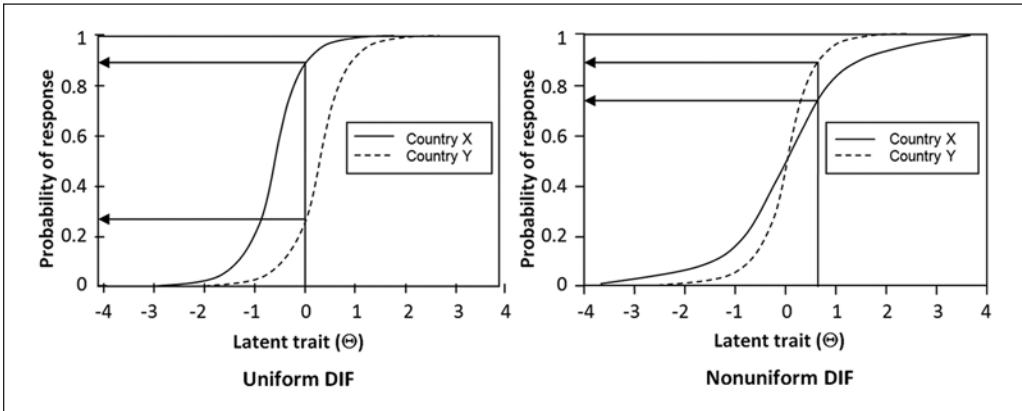 Probability of response
1
0.8
0.6
0.4
0.2
0
-4 -3 -2 -1 0 1 2 3 4
Country X
Country Y
Latent trait (Θ)
Uniform DIF
Probability of response
1
0.8
0.6
0.4
0.2
0
-4 -3 -2 -1 0 1 2 3 4
Country X
Country Y
Latent trait (Θ)
Nonuniform DIF